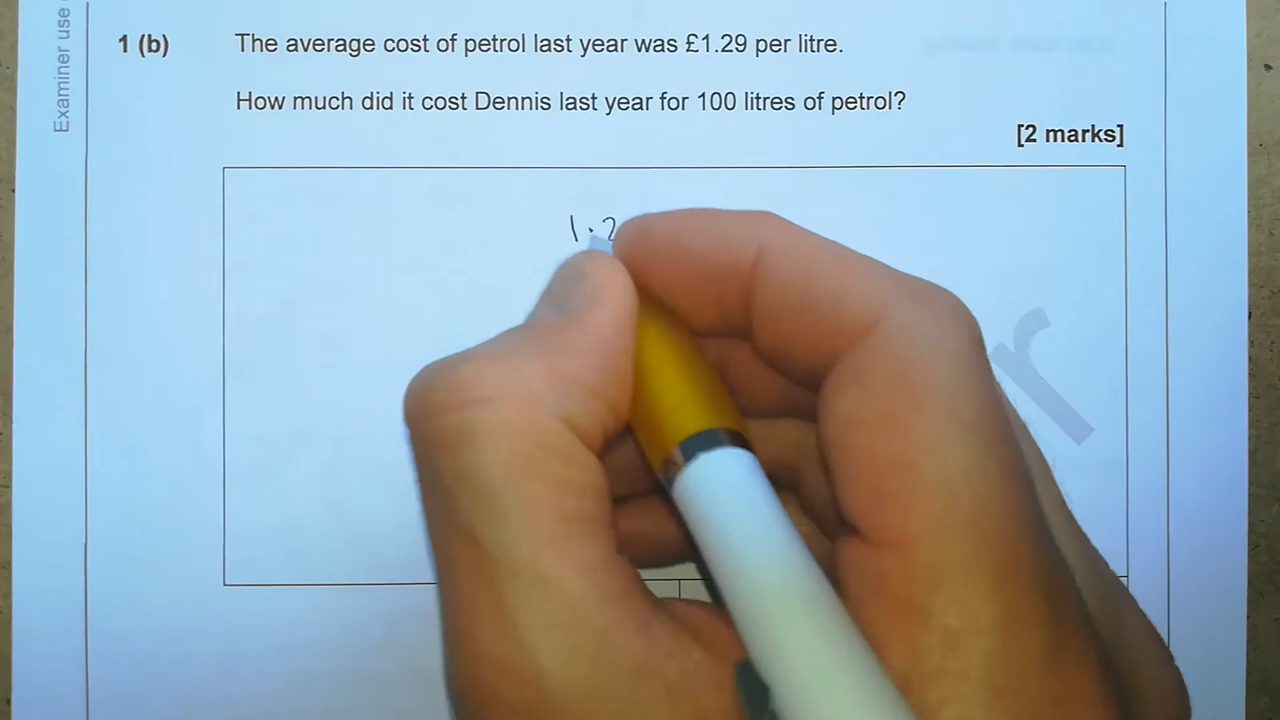 Examiner use
1 (b) The average cost of petrol last year was £1.29 per litre.
How much did it cost Dennis last year for 100 litres of petrol?
[2 marks]
1.2
r